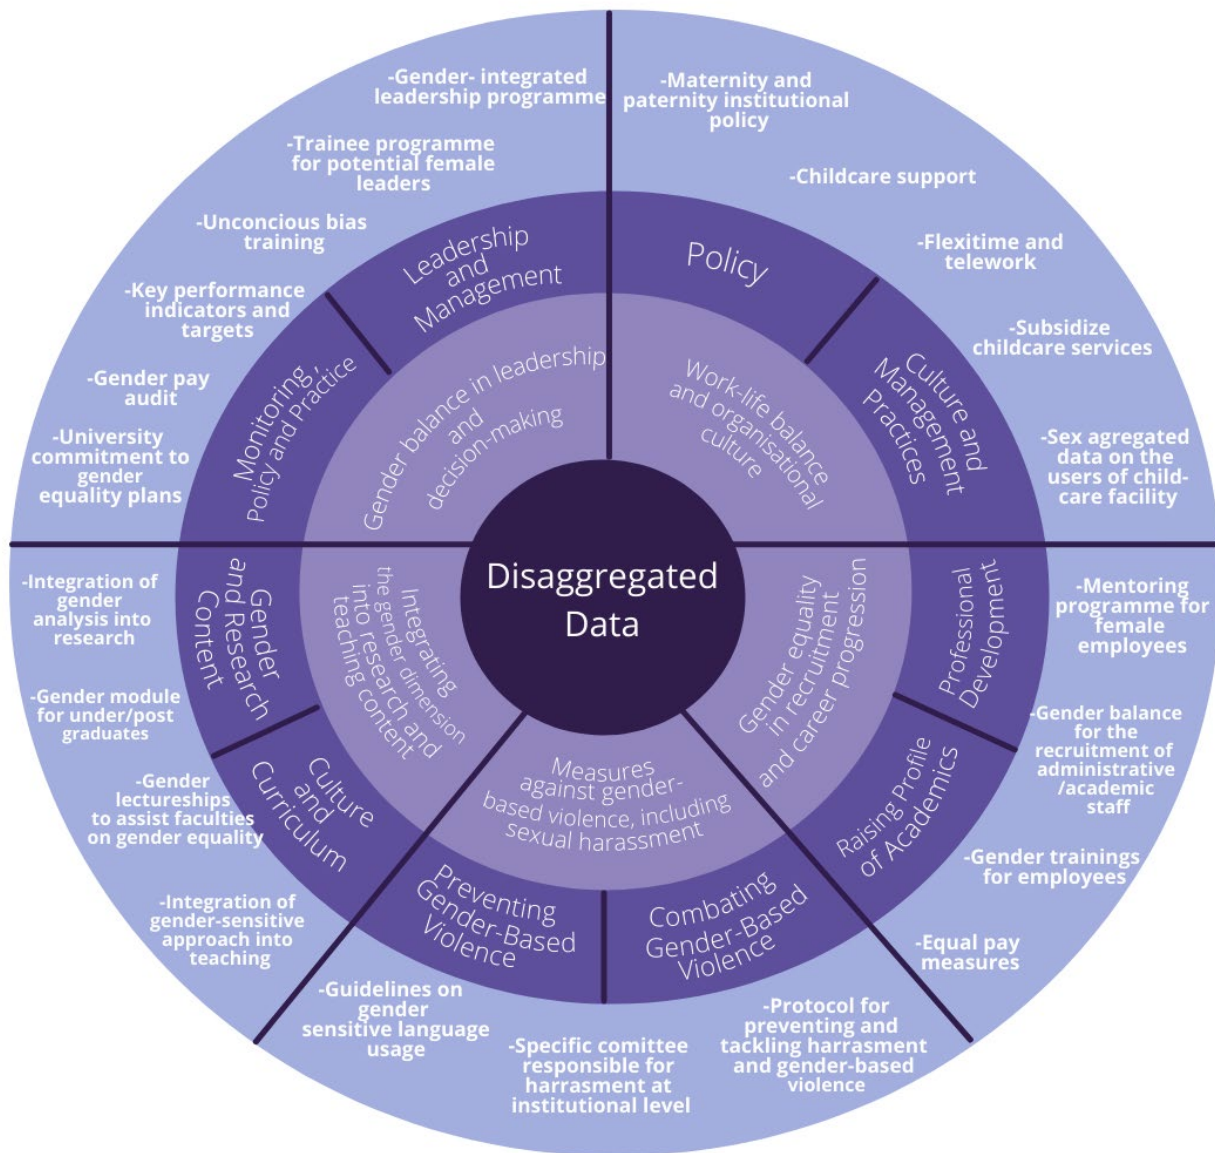 -Gender- integrated
leadership programme
-Trainee programme
for potential female
leaders
-Unconcious bias
training
-Key performance
indicators and
targets
-Gender pay
audit
-University
commitment to
gender
equality plans
-Maternity and
paternity institutional
policy
-Childcare support
-Flexitime and
telework
-Subsidize
childcare services
-Sex agregated
data on the
users of child-
care facility
Leadership
and
Management
Monitoring ,
Policy and Practice
Policy
Culture and
Management
Practices
Gender balance in leadership
and
decision-making
Work-life balance
and organisational
culture
Disaggregated
Data
-Integration of
gender
analysis into
research
-Gender module
for under/post
graduates
-Gender
lectureships
to assist faculties
on gender equality
-Integration of
gender-sensitive
approach into
teaching
Gender
and Research
Content
Culture
and
Curriculum
Integrating
the gender dimension
into research and
teaching content
Gender equality
in recruitment
and career progression
Professional
Development
Raising Profile
of Academics
-Mentoring
programme for
female
employees
-Gender balance
for the
recruitment of
administrative
/academic
staff
-Gender trainings
for employees
-Equal pay
measures
Measures
against gender-
based violence, including
sexual harassment
Preventing
Gender-Based
Violence
Combating
Gender-Based
Violence
-Guidelines on
gender
sensitive language
usage
-Specific comittee
responsible for
harrasment at
institutional level
-Protocol for
preventing and
tackling harrasment
and gender-based
violence